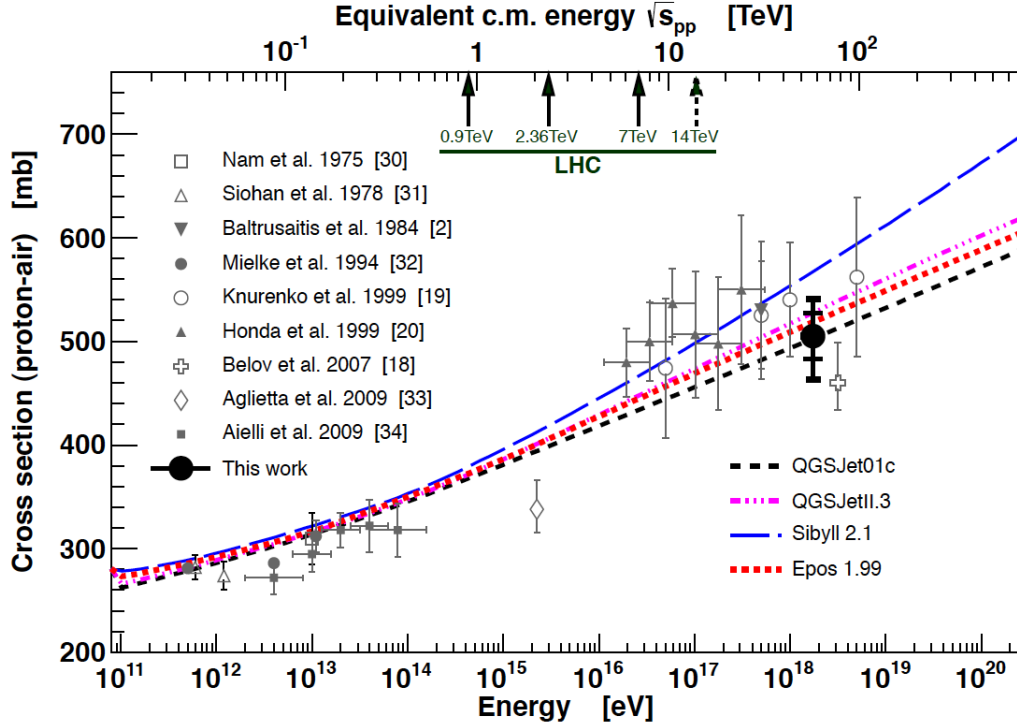 Equivalent c.m. energy √s_pp [TeV]
10^-1 1 10 10^2
0.9TeV 2.36TeV 7TeV 14TeV
LHC
Cross section (proton-air) [mb]
700
600
500
400
300
200
Nam et al. 1975 [30]
Siohan et al. 1978 [31]
Baltrusaitis et al. 1984 [2]
Mielke et al. 1994 [32]
Knurenko et al. 1999 [19]
Honda et al. 1999 [20]
Belov et al. 2007 [18]
Aglietta et al. 2009 [33]
Aielli et al. 2009 [34]
This work
QGSJet01c
QGSJetII.3
Sibyll 2.1
Epos 1.99
10^11 10^12 10^13 10^14 10^15 10^16 10^17 10^18 10^19 10^20
Energy [eV]